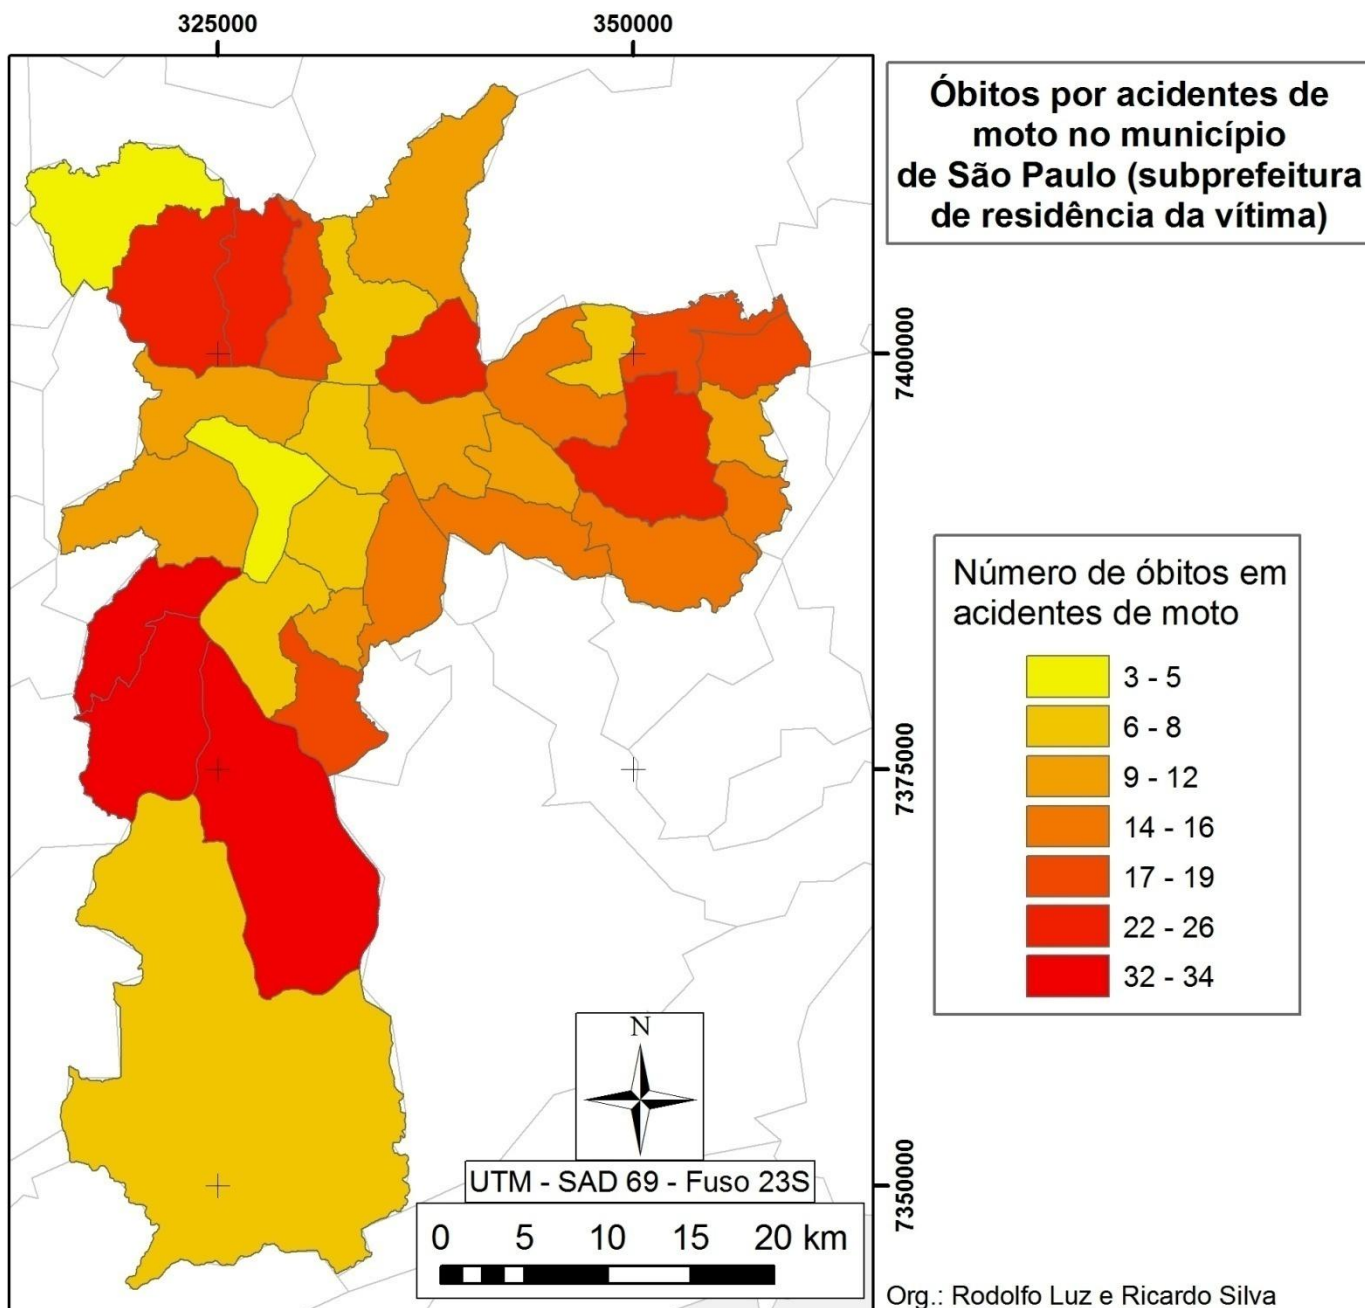 325000
350000
Óbitos por acidentes de
moto no município
de São Paulo (subprefeitura
de residência da vítima)
7400000
Número de óbitos em
acidentes de moto
3 - 5
6 - 8
9 - 12
14 - 16
17 - 19
22 - 26
32 - 34
7375000
N
UTM - SAD 69 - Fuso 23S
7350000
0 5 10 15 20 km
Org.: Rodolfo Luz e Ricardo Silva